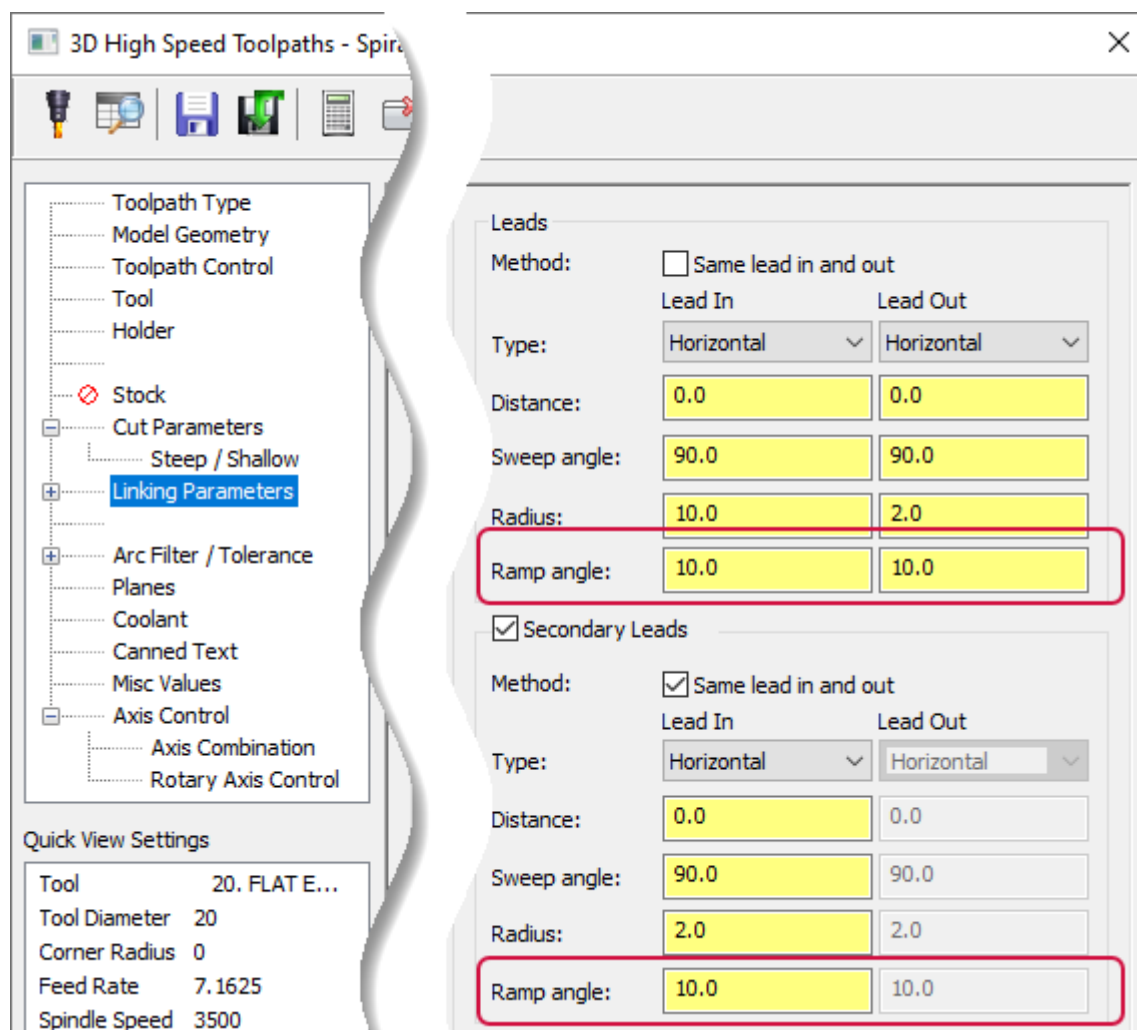 3D High Speed Toolpaths - Spira
Toolpath Type
Model Geometry
Toolpath Control
Tool
Holder
Stock
Cut Parameters
Steep / Shallow
Linking Parameters
Arc Filter / Tolerance
Planes
Coolant
Canned Text
Misc Values
Axis Control
Axis Combination
Rotary Axis Control
Quick View Settings
Tool 20. FLAT E...
Tool Diameter 20
Corner Radius 0
Feed Rate 7.1625
Spindle Speed 3500
Leads
Method: Same lead in and out
Lead In Lead Out
Type: Horizontal Horizontal
Distance: 0.0 0.0
Sweep angle: 90.0 90.0
Radius: 10.0 2.0
Ramp angle: 10.0 10.0
Secondary Leads
Method: Same lead in and out
Lead In Lead Out
Type: Horizontal Horizontal
Distance: 0.0 0.0
Sweep angle: 90.0 90.0
Radius: 2.0 2.0
Ramp angle: 10.0 10.0